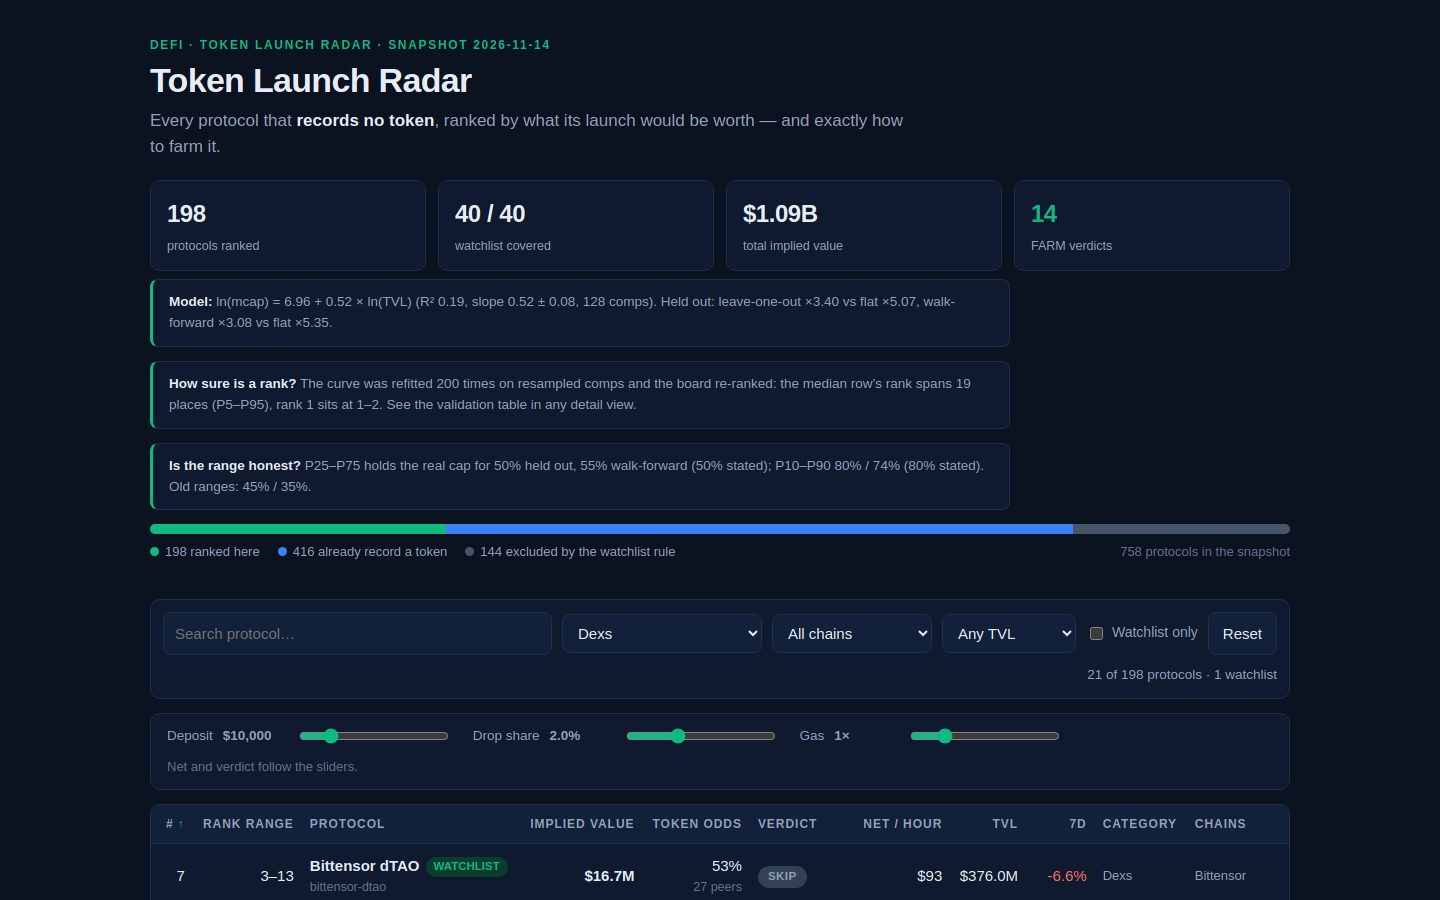 DEFI · TOKEN LAUNCH RADAR · SNAPSHOT 2026-11-14
Token Launch Radar
Every protocol that records no token, ranked by what its launch would be worth — and exactly how
to farm it.
198
protocols ranked
40 / 40
watchlist covered
$1.09B
total implied value
14
FARM verdicts
Model: ln(mcap) = 6.96 + 0.52 × ln(TVL) (R² 0.19, slope 0.52 ± 0.08, 128 comps). Held out: leave-one-out ×3.40 vs flat ×5.07, walk-
forward ×3.08 vs flat ×5.35.
How sure is a rank? The curve was refitted 200 times on resampled comps and the board re-ranked: the median row’s rank spans 19
places (P5–P95), rank 1 sits at 1–2. See the validation table in any detail view.
Is the range honest? P25–P75 holds the real cap for 50% held out, 55% walk-forward (50% stated); P10–P90 80% / 74% (80% stated).
Old ranges: 45% / 35%.
198 ranked here 416 already record a token 144 excluded by the watchlist rule 758 protocols in the snapshot
Search protocol… Dexs All chains Any TVL Watchlist only Reset
21 of 198 protocols · 1 watchlist
Deposit $10,000 Drop share 2.0% Gas 1×
Net and verdict follow the sliders.
# ↑ RANK RANGE PROTOCOL IMPLIED VALUE TOKEN ODDS VERDICT NET / HOUR TVL 7D CATEGORY CHAINS
7 3–13 Bittensor dTAO WATCHLIST $16.7M 53% SKIP $93 $376.0M -6.6% Dexs Bittensor
bittensor-dtao 27 peers